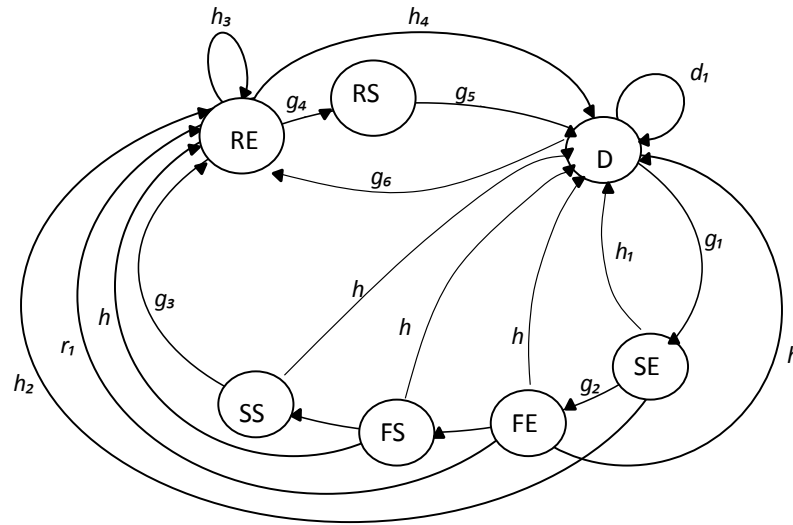 h₃
h₄
d₁
RS
g₄
g₅
RE
D
g₆
g₁
h₁
h
g₃
h
h
h
r₁
h
h₂
SE
g₂
SS
FS
FE